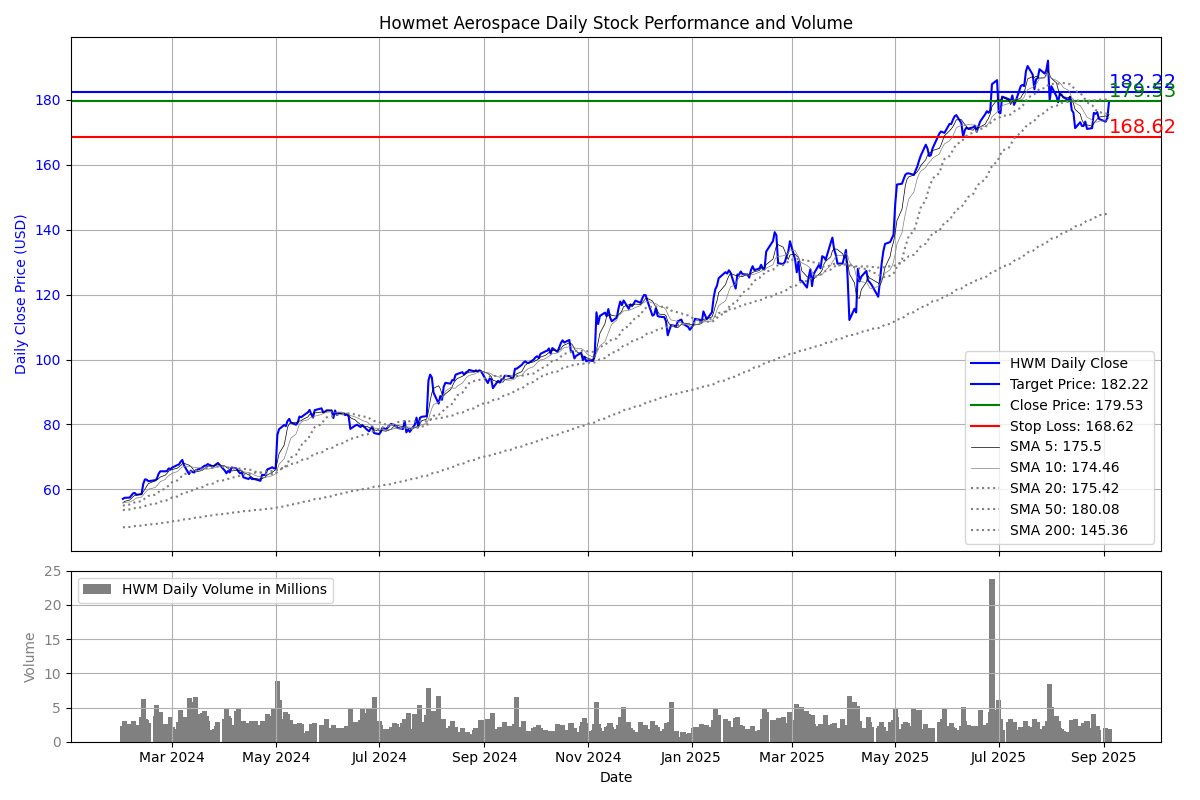 Howmet Aerospace Daily Stock Performance and Volume
Daily Close Price (USD)
180
160
140
120
100
80
60
182.22
179.53
168.62
HWM Daily Close
Target Price: 182.22
Close Price: 179.53
Stop Loss: 168.62
SMA 5: 175.5
SMA 10: 174.46
SMA 20: 175.42
SMA 50: 180.08
SMA 200: 145.36
Volume
25
20
15
10
5
0
HWM Daily Volume in Millions
Mar 2024 May 2024 Jul 2024 Sep 2024 Nov 2024 Jan 2025 Mar 2025 May 2025 Jul 2025 Sep 2025
Date